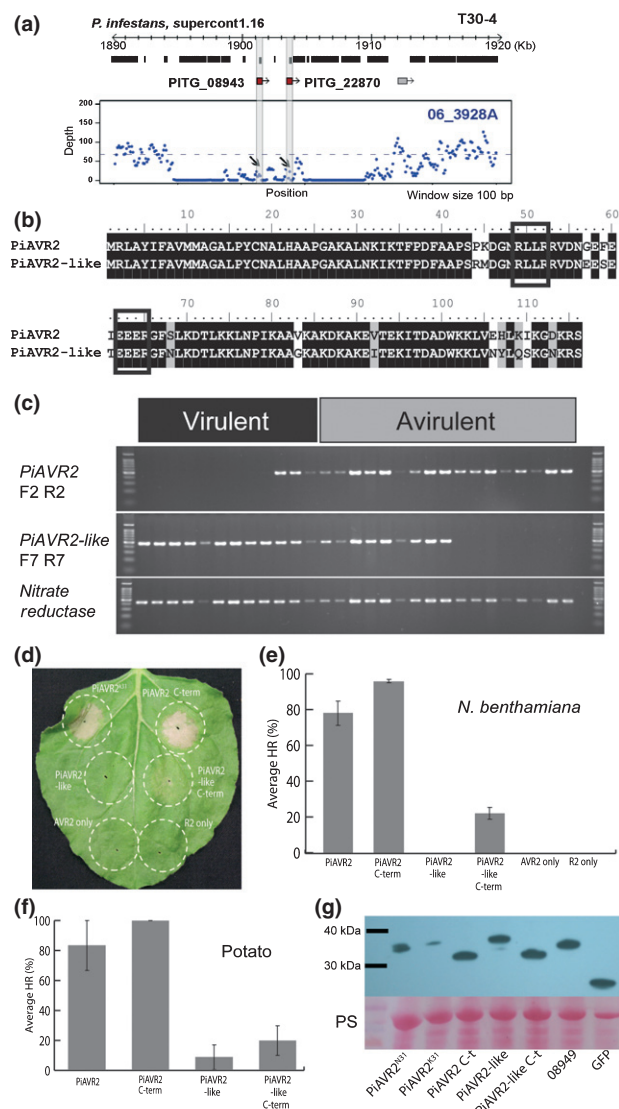 (a)
P. infestans, supercont1.16 T30-4
1890 1900 1910 1920 (Kb)
PITG_08943 PITG_22870
06_3928A
Depth
200
150
100
50
0
Position Window size 100 bp
(b)
10 20 30 40 50 60
PiAVR2 MRLAYIFAVMMAGALPYCNALHAAPGAKALNKIKTFPDFAAPSPKDGNRLLRRVDNGEFE
PiAVR2-like MRLAYIFAVMMAGALPYCNALHAAPGAKALNKIKTFPDFAAPSRMDGNRLLRRVDNEESE
70 80 90 100 110
PiAVR2 IEEERGFSLKDTLKKLNPIKAAVKAKDKAKEVTEKITDADWKKLVEHLKIKGDKRS
PiAVR2-like TEEERGFNLKDTLKKLNPIKAAGKAKDKAKEITEKITDADWKKLVNYLQSKGNKRS
(c)
Virulent Avirulent
PiAVR2
F2 R2
PiAVR2-like
F7 R7
Nitrate
reductase
(d)
PiAVR2 C-term
PiAVR2
-like
PiAVR2
-like
C-term
AVR2 only R2 only
(e)
N. benthamiana
Average HR (%)
100
80
60
40
20
0
PiAVR2 PiAVR2 C-term PiAVR2 -like PiAVR2 -like C-term AVR2 only R2 only
(f)
Potato
Average HR (%)
100
80
60
40
20
0
PiAVR2 PiAVR2 C-term PiAVR2 -like PiAVR2 -like C-term
(g)
40 kDa
30 kDa
PS
PiAVR2N31 PiAVR2K31 PiAVR2 C-t PiAVR2-like PiAVR2-like C-t 08949 GFP